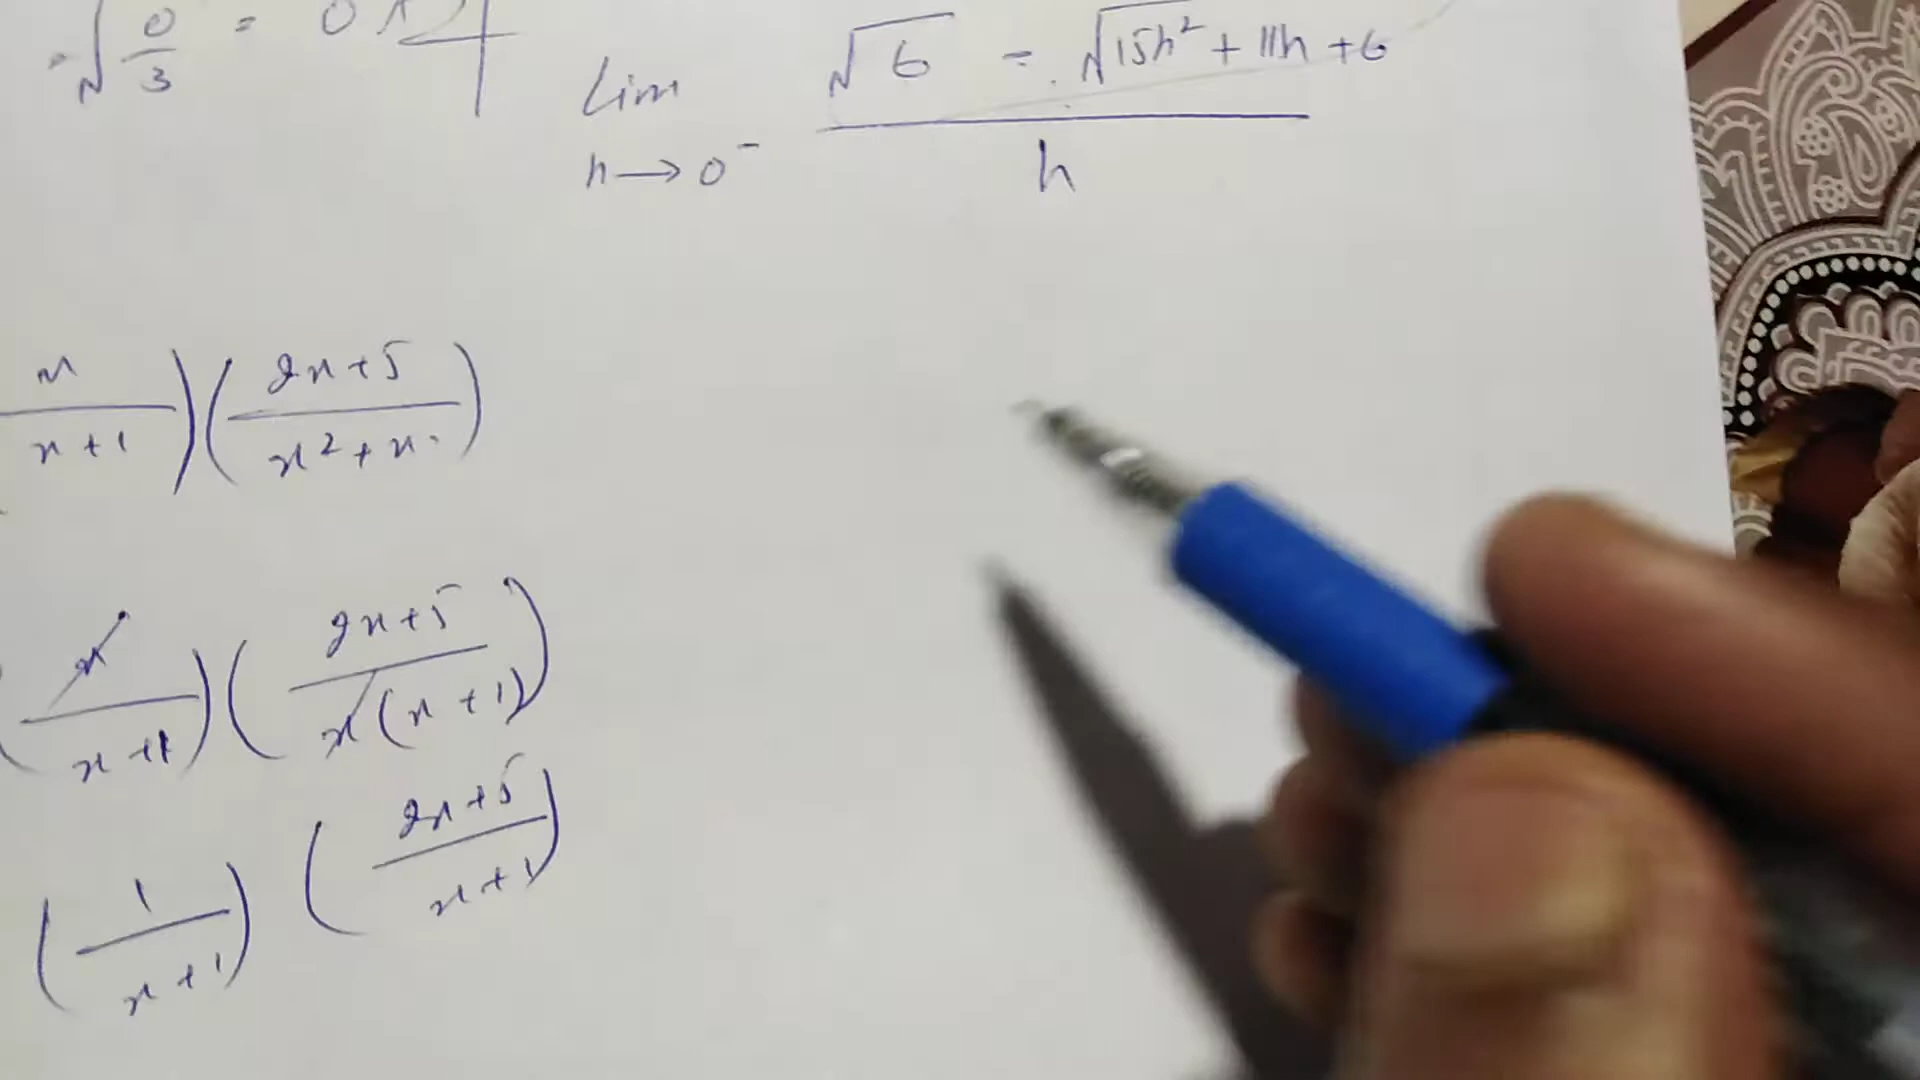 = √0/3 = 0
Lim h→0⁻ (√6 - √15h² + 11h + 6)/h
x/(x+1))((2x+5)/(x²+x))
(x/(x+1))((2x+5)/(x(x+1)))
(1/(x+1))((2x+5)/(x+1))